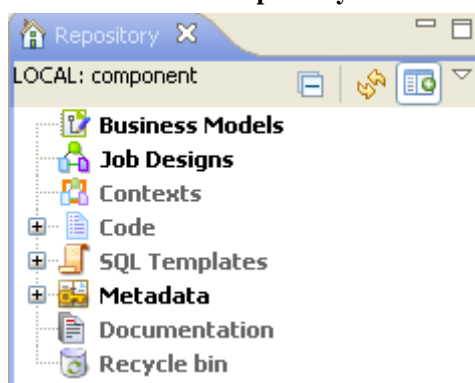 Repository
LOCAL: component
Business Models
Job Designs
Contexts
Code
SQL Templates
Metadata
Documentation
Recycle bin